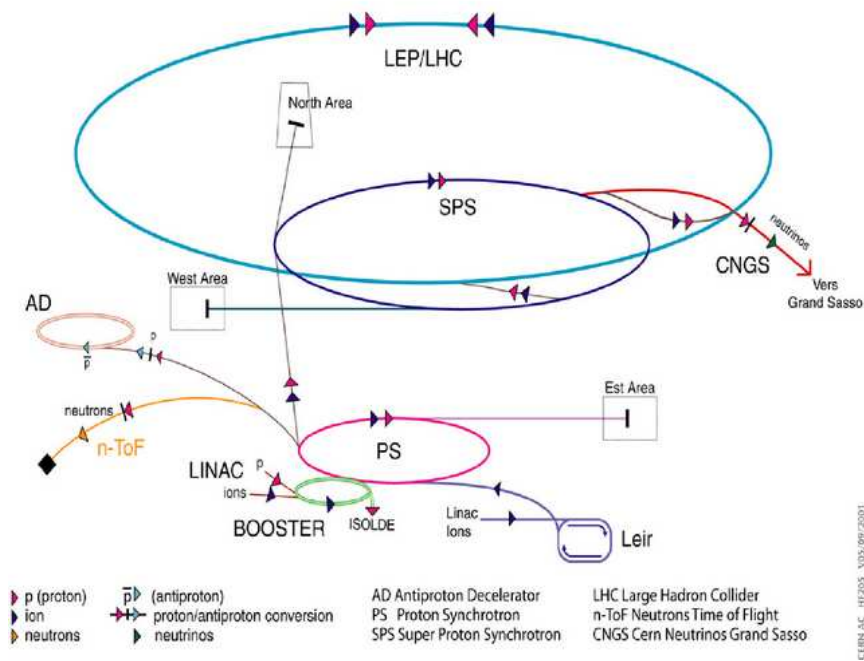 LEP/LHC
North Area
SPS
neutrinos
CNGS
Vers
Grand Sasso
West Area
AD
p
p̅
Est Area
neutrons
n-ToF
PS
LINAC
p
ions
BOOSTER
ISOLDE
Linac
Ions
Leir
p (proton)
ion
neutrons
p̅ (antiproton)
proton/antiproton conversion
neutrinos
AD Antiproton Decelerator
PS Proton Synchrotron
SPS Super Proton Synchrotron
LHC Large Hadron Collider
n-ToF Neutrons Time of Flight
CNGS Cern Neutrinos Grand Sasso